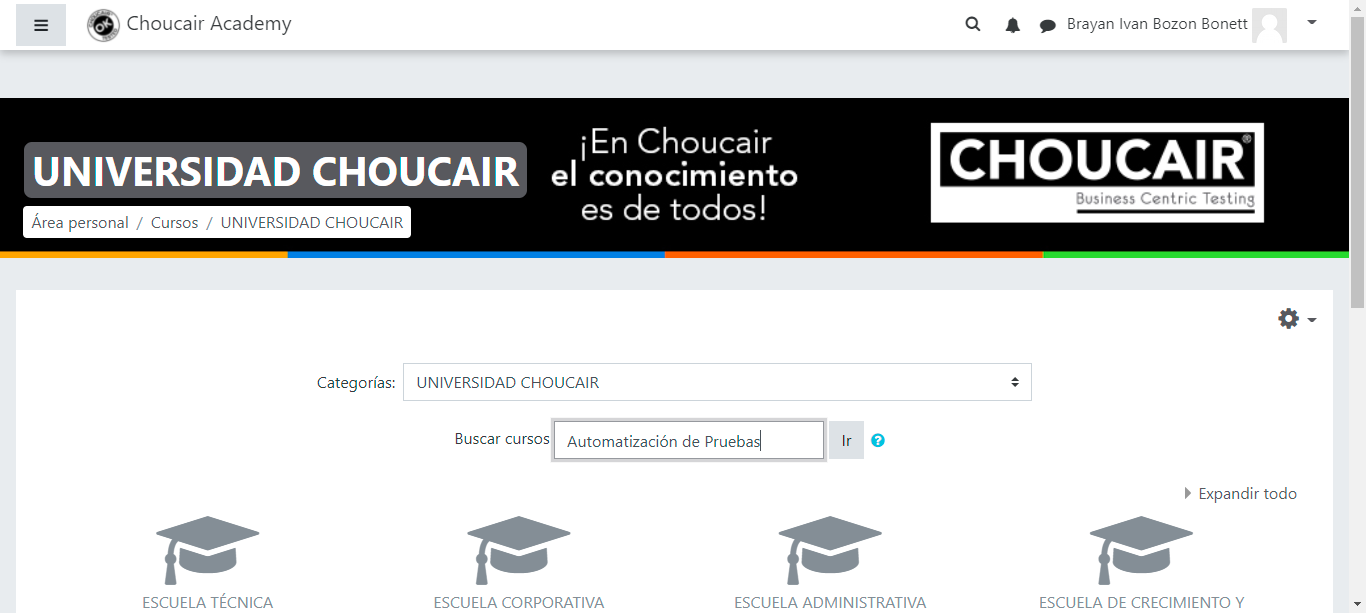 Choucair Academy
Brayan Ivan Bozon Bonett
UNIVERSIDAD CHOUCAIR
Área personal / Cursos / UNIVERSIDAD CHOUCAIR
¡En Choucair
el conocimiento
es de todos!
CHOUCAIR®
Business Centric Testing
Categorías: UNIVERSIDAD CHOUCAIR
Buscar cursos Automatización de Pruebas Ir ?
Expandir todo
ESCUELA TÉCNICA
ESCUELA CORPORATIVA
ESCUELA ADMINISTRATIVA
ESCUELA DE CRECIMIENTO Y